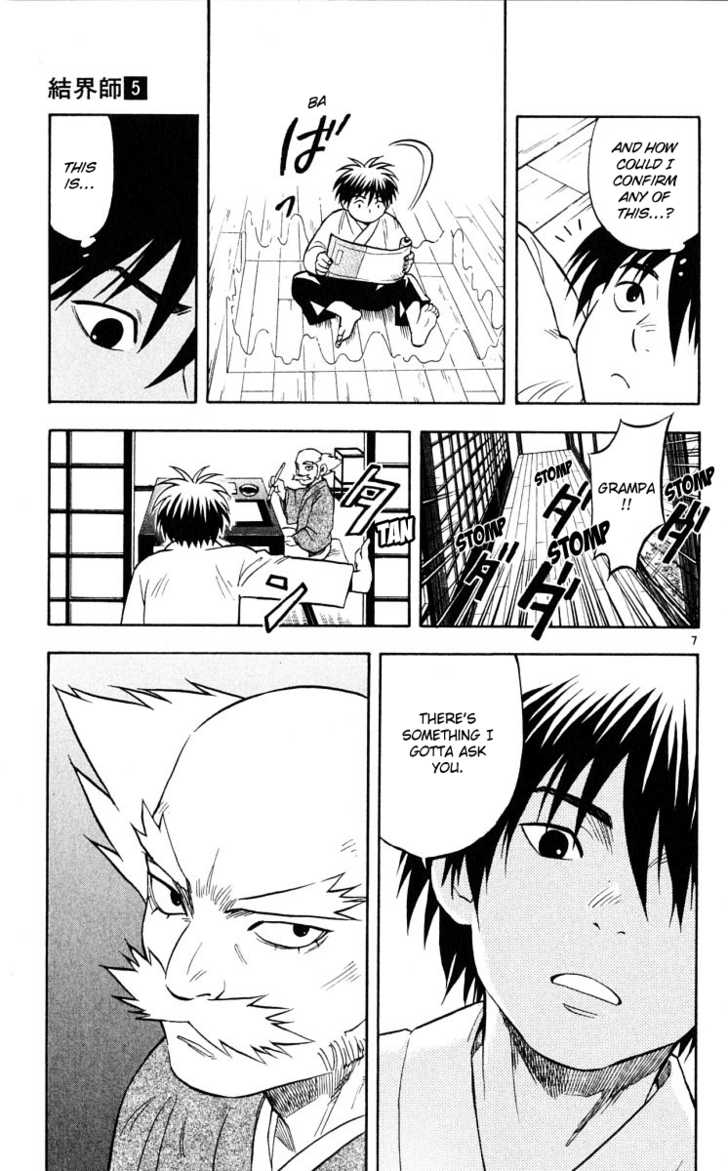 結界師 5
AND HOW
COULD I
CONFIRM
ANY OF
THIS...?
BA
ばっ
THIS
IS...
GRAMPA
!!
STOMP
STOMP
STOMP
STOMP
ダダ
ダダ
TAN
タン
7
THERE'S
SOMETHING I
GOTTA ASK
YOU.